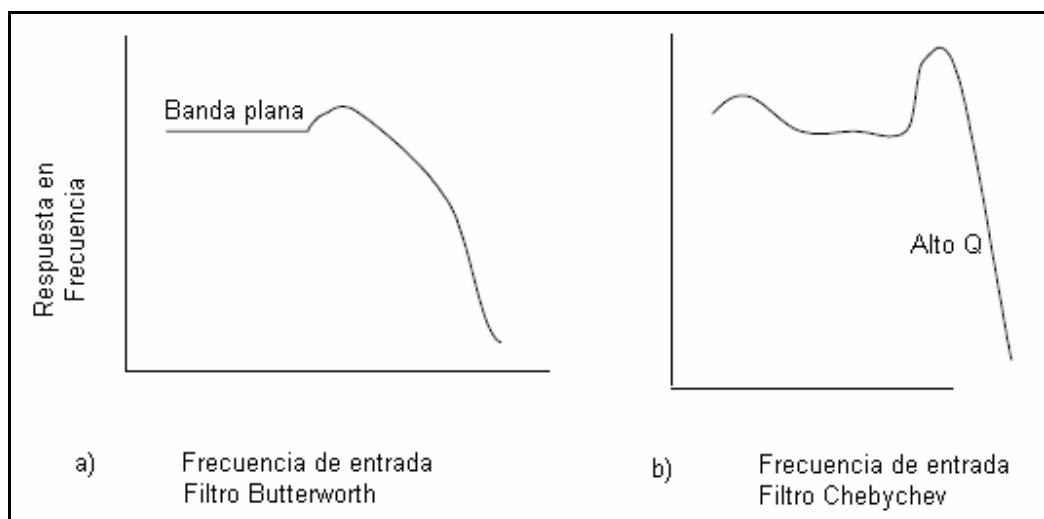 Respuesta en
Frecuencia
Banda plana
a)
Frecuencia de entrada
Filtro Butterworth
Alto Q
b)
Frecuencia de entrada
Filtro Chebychev